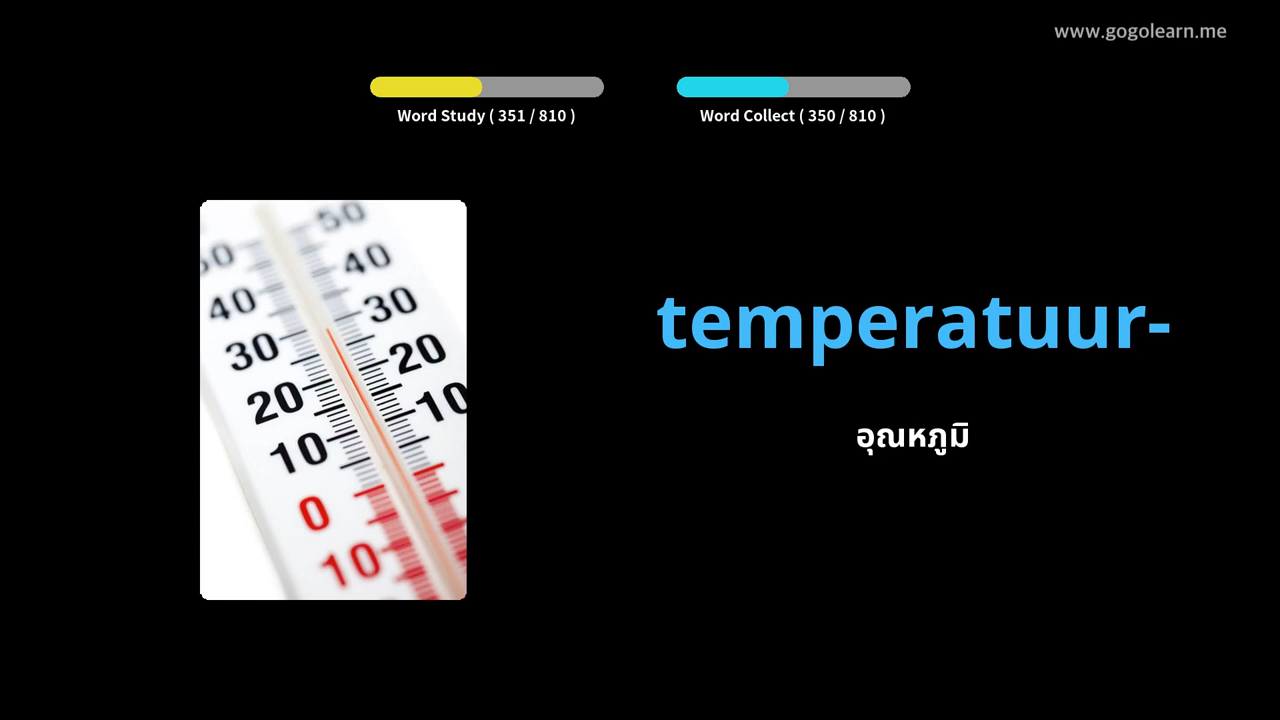 www.gogolearn.me
Word Study ( 351 / 810 )
Word Collect ( 350 / 810 )
50
50
40
40
30
30
20
20
10
10
0
10
temperatuur-
อุณหภูมิ